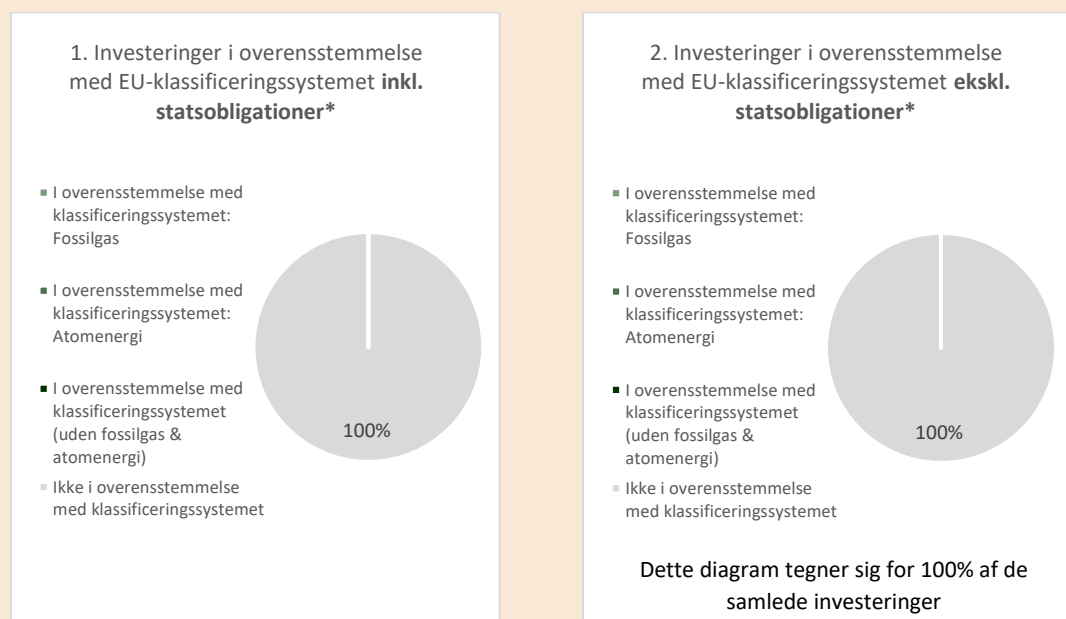 1. Investeringer i overensstemmelse
med EU-klassificeringssystemet inkl.
statsobligationer*
I overensstemmelse med
klassificeringssystemet:
Fossilgas
I overensstemmelse med
klassificeringssystemet:
Atomenergi
I overensstemmelse med
klassificeringssystemet
(uden fossilgas &
atomenergi)
Ikke i overensstemmelse
med klassificeringssystemet
100%
2. Investeringer i overensstemmelse
med EU-klassificeringssystemet ekskl.
statsobligationer*
I overensstemmelse med
klassificeringssystemet:
Fossilgas
I overensstemmelse med
klassificeringssystemet:
Atomenergi
I overensstemmelse med
klassificeringssystemet
(uden fossilgas &
atomenergi)
Ikke i overensstemmelse
med klassificeringssystemet
100%
Dette diagram tegner sig for 100% af de
samlede investeringer